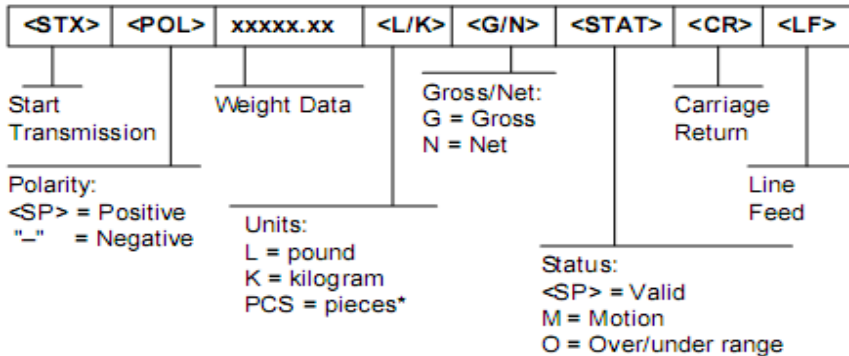 <STX> <POL> xxxxx.xx <L/K> <G/N> <STAT> <CR> <LF>
Start
Transmission
Weight Data
Gross/Net:
G = Gross
N = Net
Carriage
Return
Polarity:
<SP> = Positive
"–" = Negative
Units:
L = pound
K = kilogram
PCS = pieces*
Line
Feed
Status:
<SP> = Valid
M = Motion
O = Over/under range